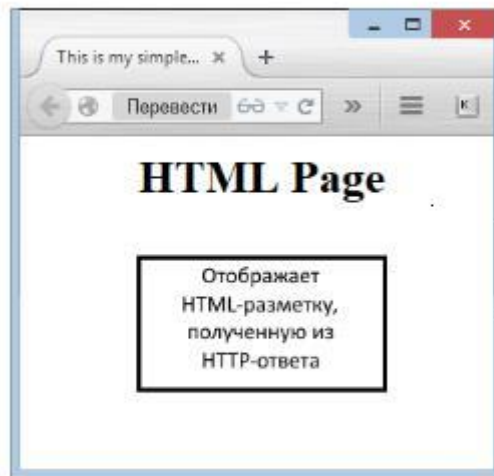 This is my simple...
Перевести
HTML Page
Отображает
HTML-разметку,
полученную из
HTTP-ответа